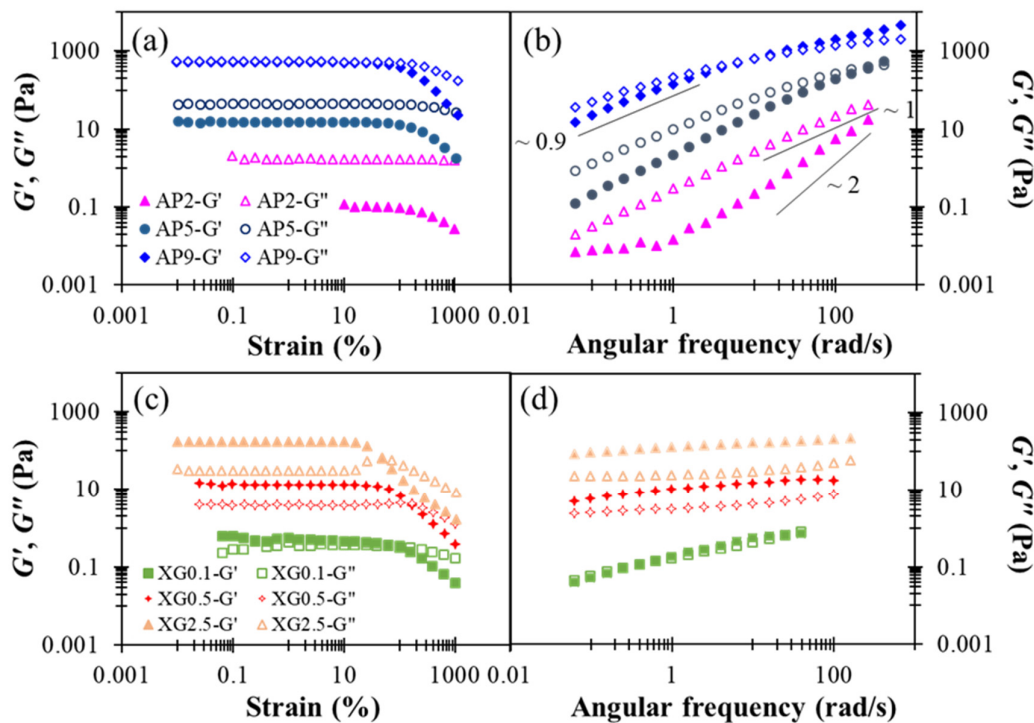 (a)
(b)
1000
10
0.1
0.001
G', G'' (Pa)
AP2-G' AP2-G''
AP5-G' AP5-G''
AP9-G' AP9-G''
~ 0.9
~ 1
~ 2
1000
10
0.1
0.001
G', G'' (Pa)
0.001 0.1 10 1000
Strain (%)
0.01 1 100
Angular frequency (rad/s)
(c)
(d)
1000
10
0.1
0.001
G', G'' (Pa)
XG0.1-G' XG0.1-G''
XG0.5-G' XG0.5-G''
XG2.5-G' XG2.5-G''
1000
10
0.1
0.001
G', G'' (Pa)
0.001 0.1 10 1000
Strain (%)
0.01 1 100
Angular frequency (rad/s)